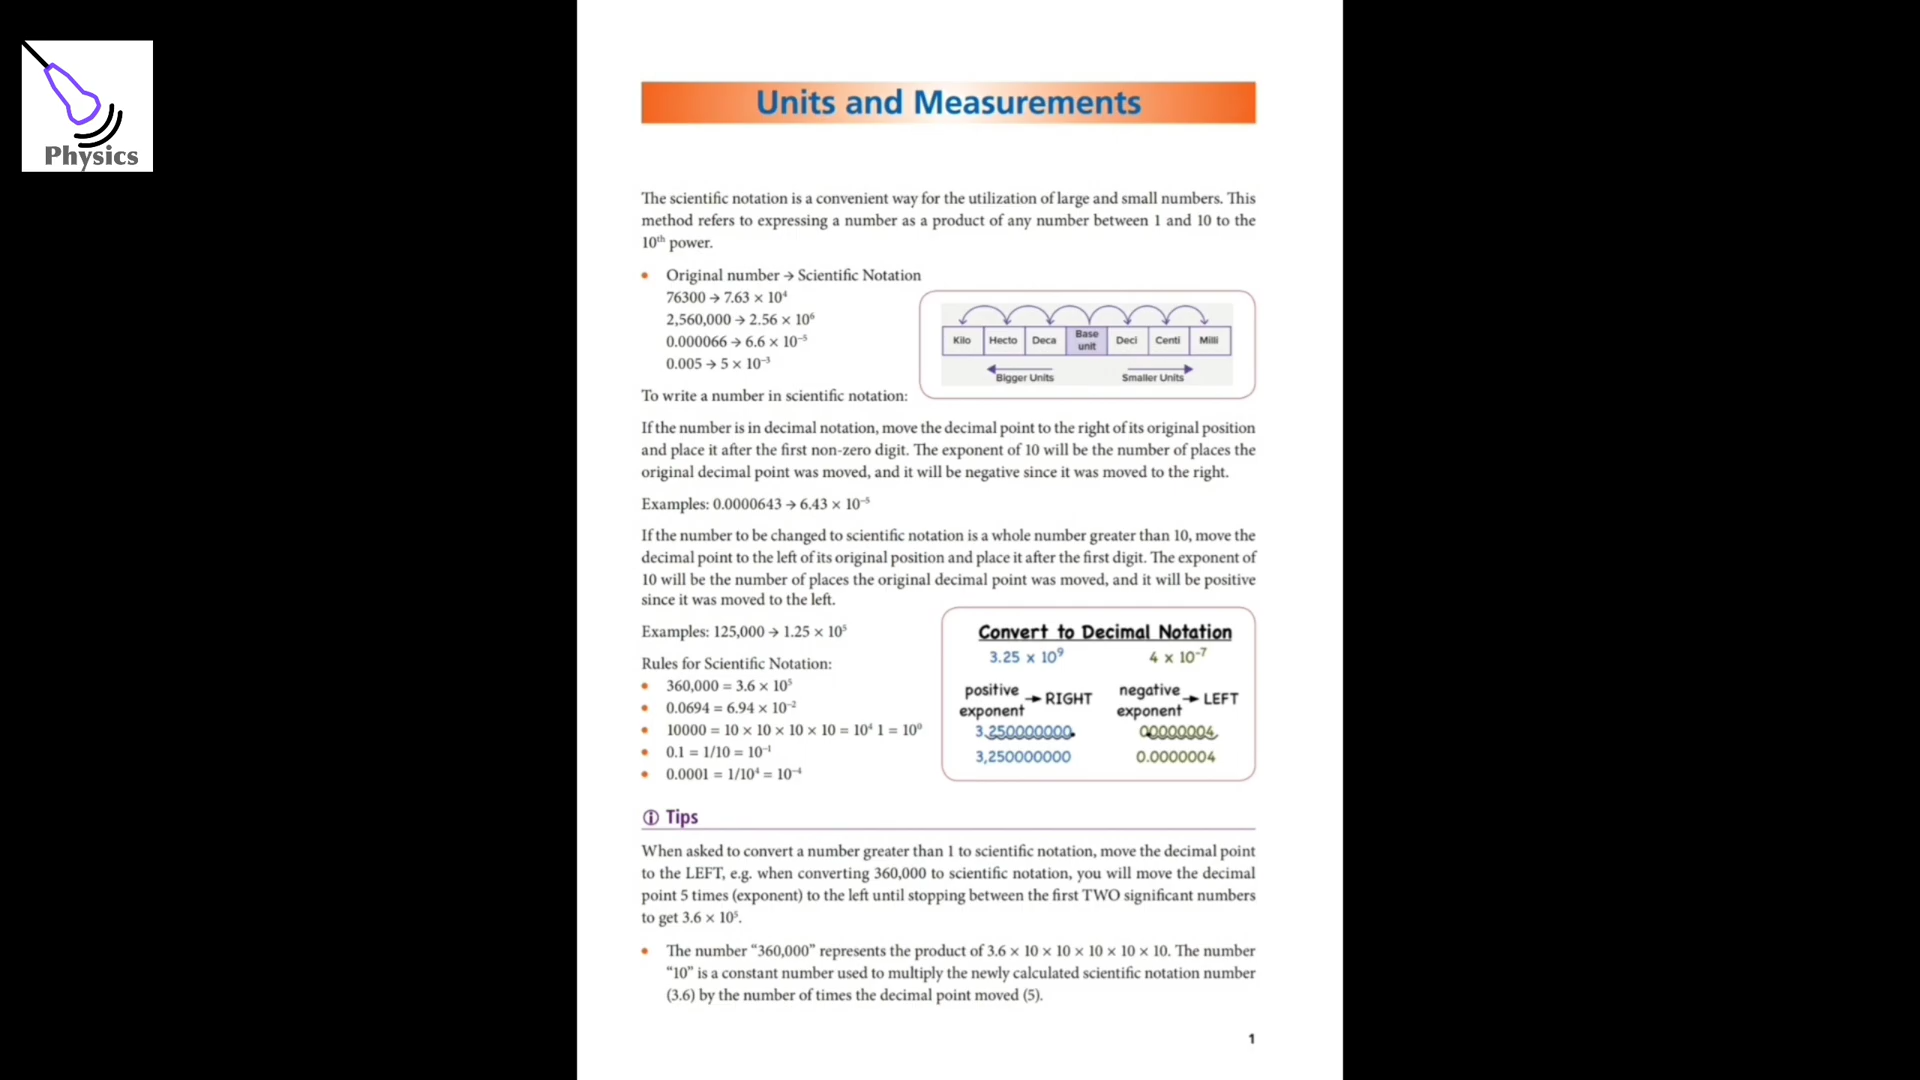 Physics
Units and Measurements
The scientific notation is a convenient way for the utilization of large and small numbers. This
method refers to expressing a number as a product of any number between 1 and 10 to the
10th power.
• Original number → Scientific Notation
76300 → 7.63 × 10⁴
2,560,000 → 2.56 × 10⁶
0.000066 → 6.6 × 10⁻⁵
0.005 → 5 × 10⁻³
Kilo Hecto Deca Base unit Deci Centi Milli
Bigger Units Smaller Units
To write a number in scientific notation:
If the number is in decimal notation, move the decimal point to the right of its original position
and place it after the first non-zero digit. The exponent of 10 will be the number of places the
original decimal point was moved, and it will be negative since it was moved to the right.
Examples: 0.0000643 → 6.43 × 10⁻⁵
If the number to be changed to scientific notation is a whole number greater than 10, move the
decimal point to the left of its original position and place it after the first digit. The exponent of
10 will be the number of places the original decimal point was moved, and it will be positive
since it was moved to the left.
Examples: 125,000 → 1.25 × 10⁵
Rules for Scientific Notation:
• 360,000 = 3.6 × 10⁵
• 0.0694 = 6.94 × 10⁻²
• 10000 = 10 × 10 × 10 × 10 = 10⁴ 1 = 10⁰
• 0.1 = 1/10 = 10⁻¹
• 0.0001 = 1/10⁴ = 10⁻⁴
Convert to Decimal Notation
3.25 x 10⁹ 4 x 10⁻⁷
positive exponent → RIGHT negative exponent → LEFT
3.250000000. 00000004.
3,250000000 0.0000004
Tips
When asked to convert a number greater than 1 to scientific notation, move the decimal point
to the LEFT, e.g. when converting 360,000 to scientific notation, you will move the decimal
point 5 times (exponent) to the left until stopping between the first TWO significant numbers
to get 3.6 × 10⁵.
• The number “360,000” represents the product of 3.6 × 10 × 10 × 10 × 10 × 10. The number
“10” is a constant number used to multiply the newly calculated scientific notation number
(3.6) by the number of times the decimal point moved (5).
1